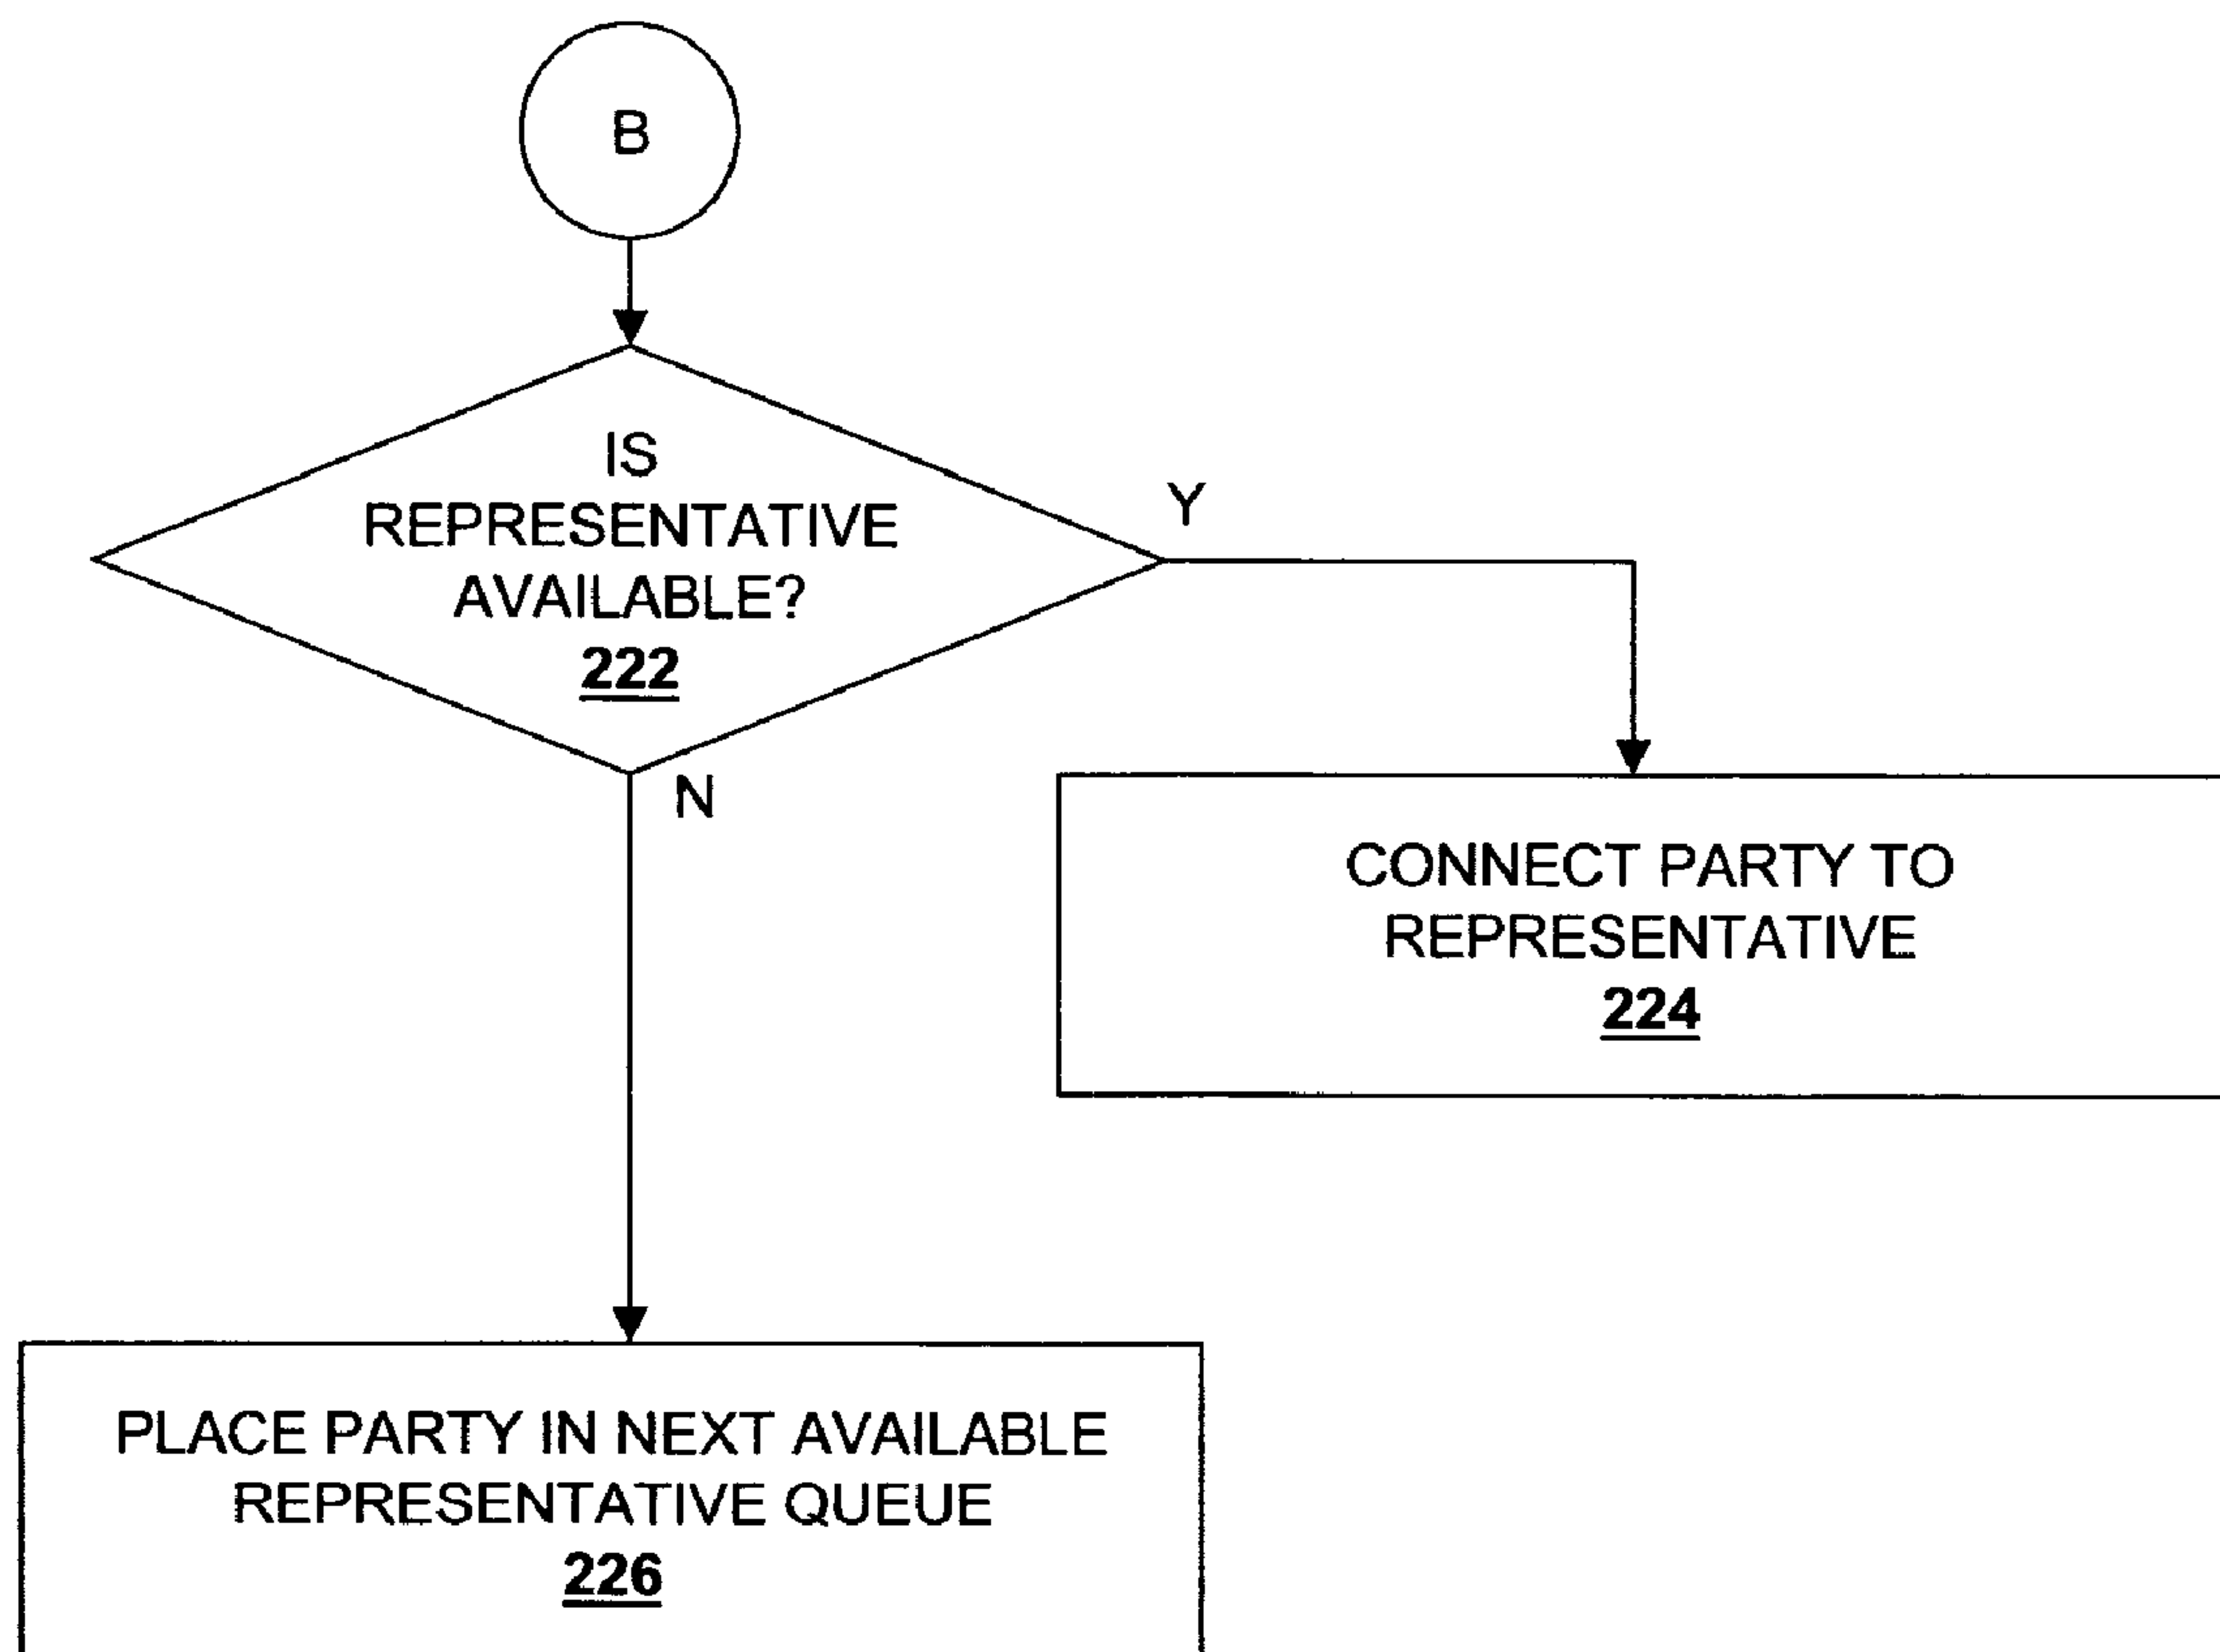 B
IS
REPRESENTATIVE
AVAILABLE?
222
Y
N
CONNECT PARTY TO
REPRESENTATIVE
224
PLACE PARTY IN NEXT AVAILABLE
REPRESENTATIVE QUEUE
226